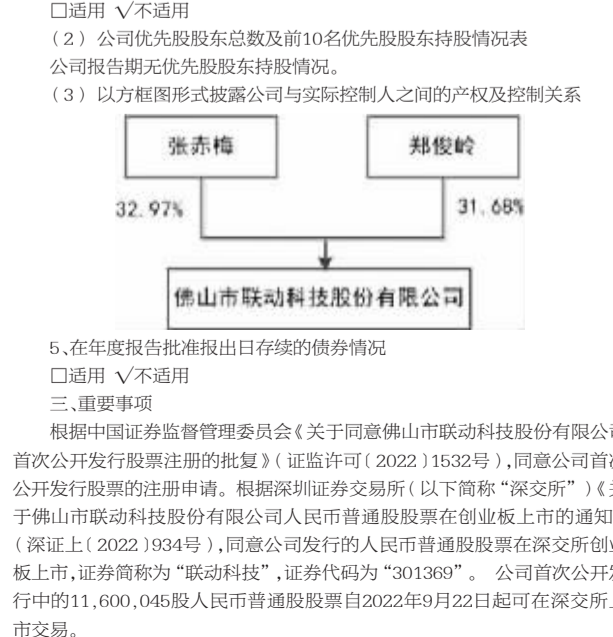 □适用 √不适用
（2）公司优先股股东总数及前10名优先股股东持股情况表
公司报告期无优先股股东持股情况。
（3）以方框图形式披露公司与实际控制人之间的产权及控制关系
张赤梅 郑俊岭
32.97% 31.68%
佛山市联动科技股份有限公司
5、在年度报告批准报出日存续的债券情况
□适用 √不适用
三、重要事项
根据中国证券监督管理委员会《关于同意佛山市联动科技股份有限公
首次公开发行股票注册的批复》（证监许可〔2022〕1532号），同意公司首
公开发行股票的注册申请。根据深圳证券交易所（以下简称“深交所”）《
于佛山市联动科技股份有限公司人民币普通股股票在创业板上市的通知
（深证上〔2022〕934号），同意公司发行的人民币普通股股票在深交所创
板上市，证券简称为“联动科技”，证券代码为“301369”。 公司首次公开
行中的11,600,045股人民币普通股股票自2022年9月22日起可在深交所
市交易。